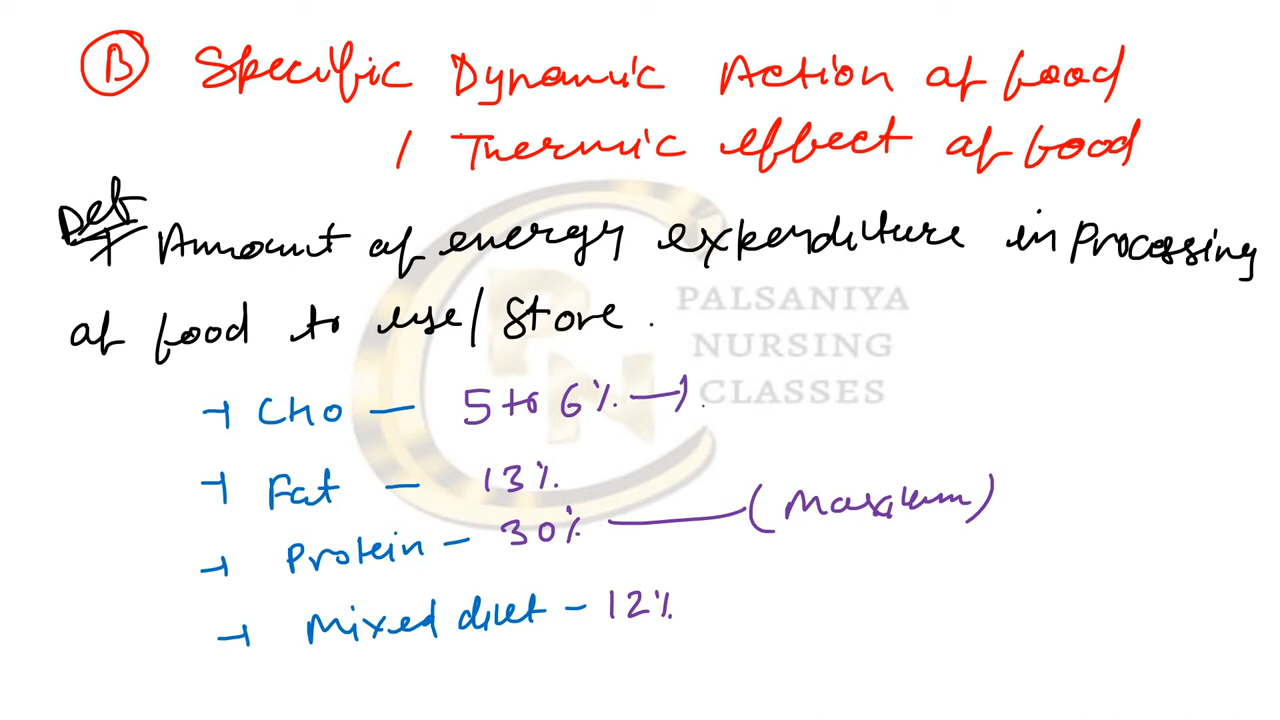 B Specific Dynamic Action of food
/ Thermic effect of food
Def → Amount of energy expenditure in Processing
of food to use/Store.
PALSANIYA
NURSING
CLASSES
→ CHO — 5 to 6% →
→ Fat — 13%
→ Protein — 30% — (Maximum)
→ Mixed diet — 12%